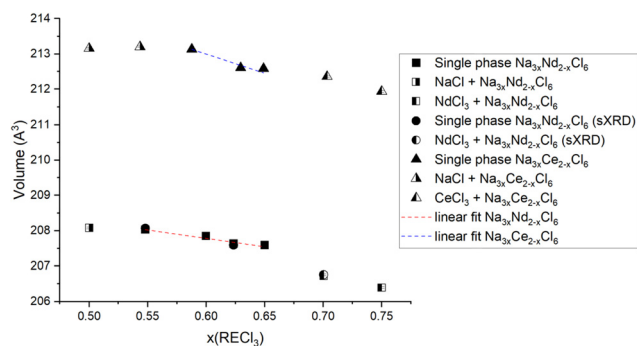 214
213
212
211
210
209
208
207
206
Volume (Å³)
0.50 0.55 0.60 0.65 0.70 0.75
x(RECl₃)
Single phase Na₃ₓNd₂₋ₓCl₆
NaCl + Na₃ₓNd₂₋ₓCl₆
NdCl₃ + Na₃ₓNd₂₋ₓCl₆
Single phase Na₃ₓNd₂₋ₓCl₆ (sXRD)
NdCl₃ + Na₃ₓNd₂₋ₓCl₆ (sXRD)
Single phase Na₃ₓCe₂₋ₓCl₆
NaCl + Na₃ₓCe₂₋ₓCl₆
CeCl₃ + Na₃ₓCe₂₋ₓCl₆
linear fit Na₃ₓNd₂₋ₓCl₆
linear fit Na₃ₓCe₂₋ₓCl₆